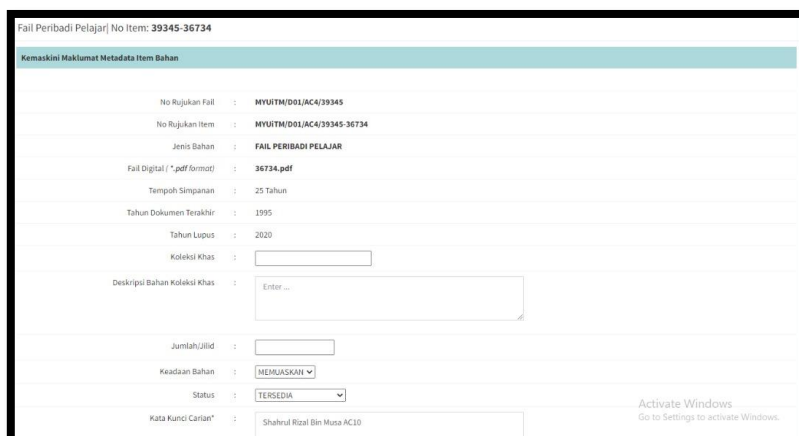 Fail Peribadi Pelajar| No Item: 39345-36734
Kemaskini Maklumat Metadata Item Bahan
No Rujukan Fail : MYUiTM/D01/AC4/39345
No Rujukan Item : MYUiTM/D01/AC4/39345-36734
Jenis Bahan : FAIL PERIBADI PELAJAR
Fail Digital ( *.pdf format) : 36734.pdf
Tempoh Simpanan : 25 Tahun
Tahun Dokumen Terakhir : 1995
Tahun Lupus : 2020
Koleksi Khas :
Deskripsi Bahan Koleksi Khas : Enter ...
Jumlah/Jilid :
Keadaan Bahan : MEMUASKAN
Status : TERSEDIA
Kata Kunci Carian* : Shahrul Rizal Bin Musa AC10
Activate Windows
Go to Settings to activate Windows.